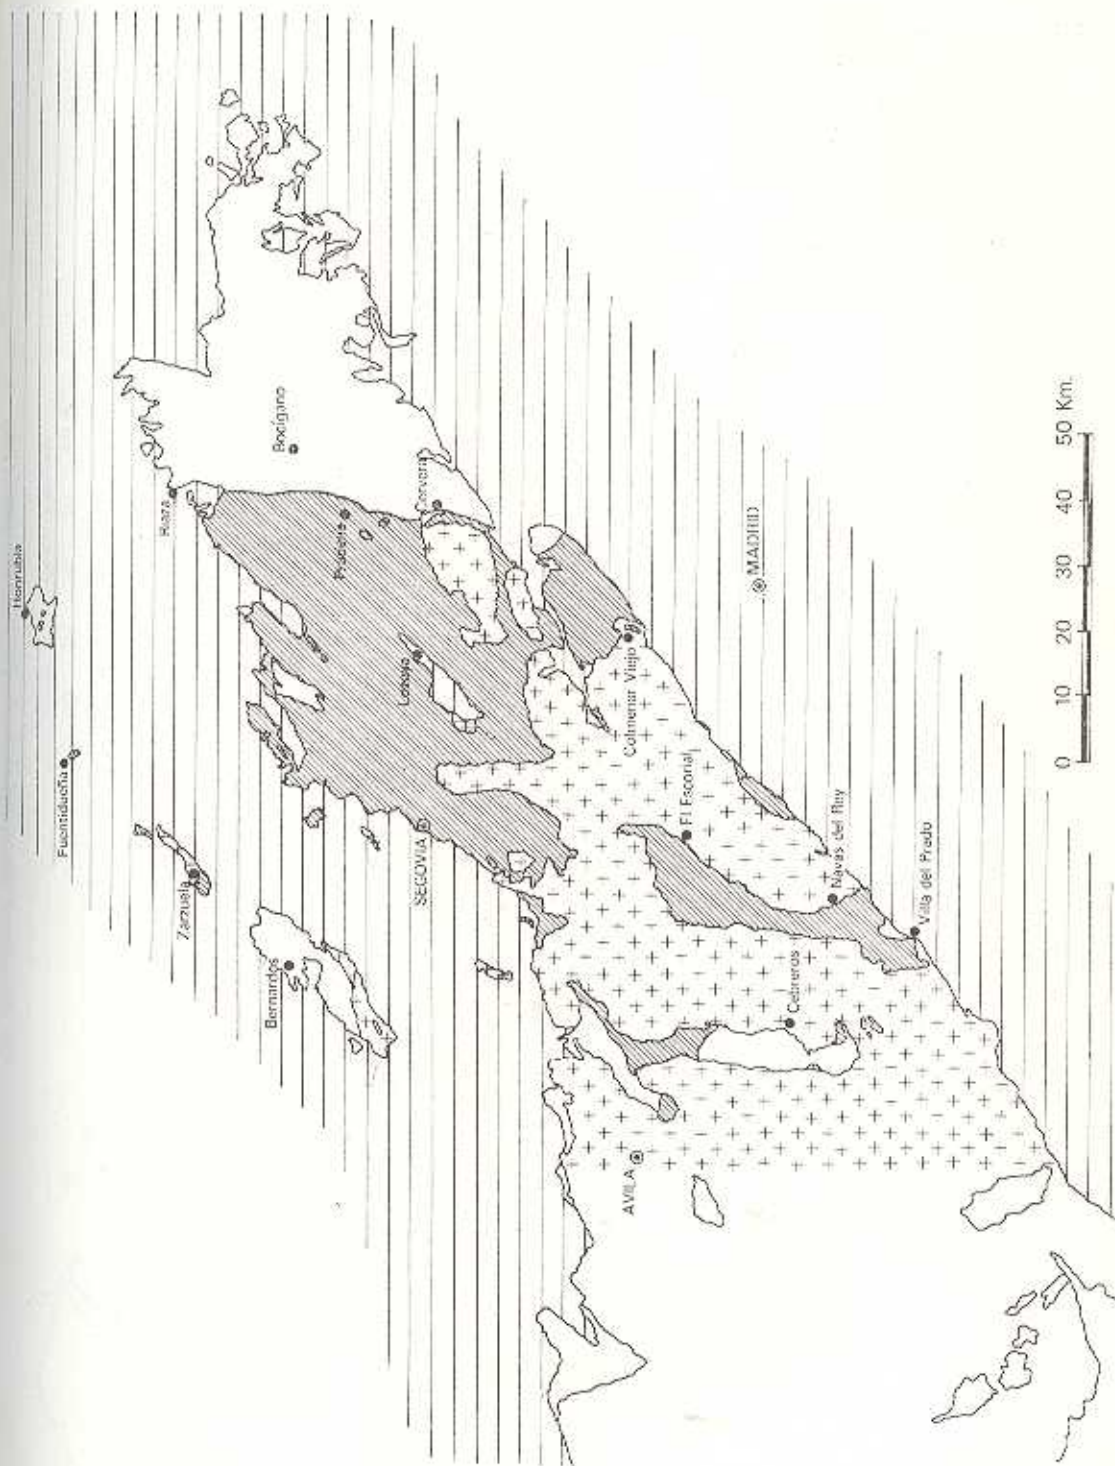 Honrubia
Fuentidueña
Riaza
Bocígano
Zarzuela
Prádena
Cervera
Bernardos
SEGOVIA
Lozoya
Colmenar Viejo
MADRID
El Escorial
Navas del Rey
Villa del Prado
Cebreros
AVILA
0 10 20 30 40 50 Km.